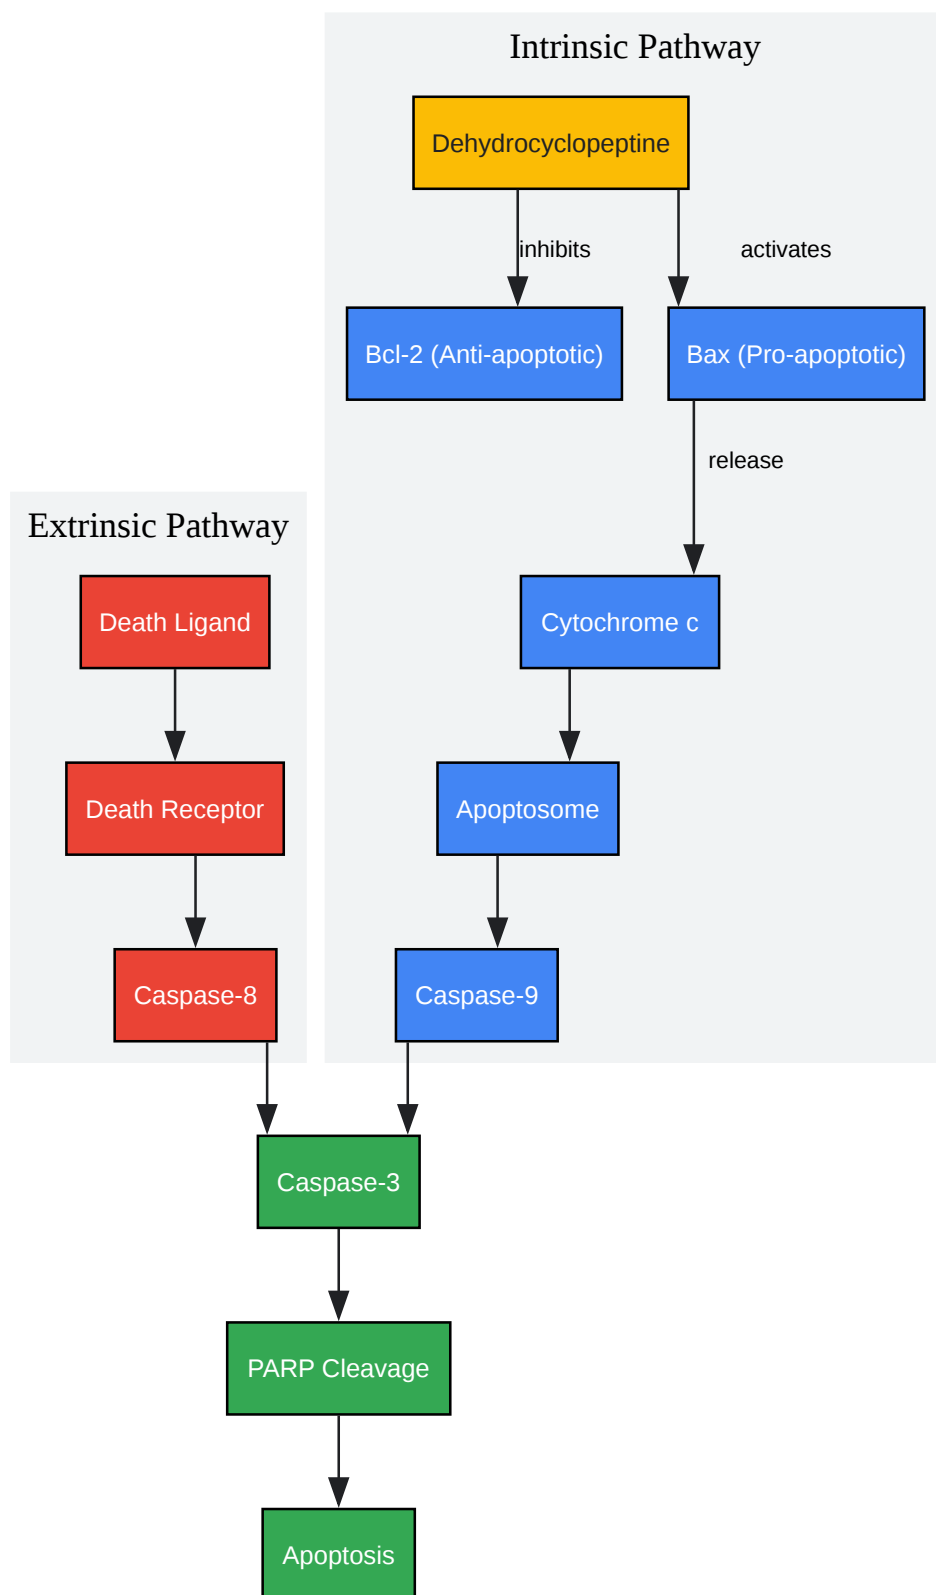 Intrinsic Pathway
Dehydrocyclopeptine
inhibits
activates
Bcl-2 (Anti-apoptotic)
Bax (Pro-apoptotic)
release
Extrinsic Pathway
Death Ligand
Cytochrome c
Death Receptor
Apoptosome
Caspase-8
Caspase-9
Caspase-3
PARP Cleavage
Apoptosis